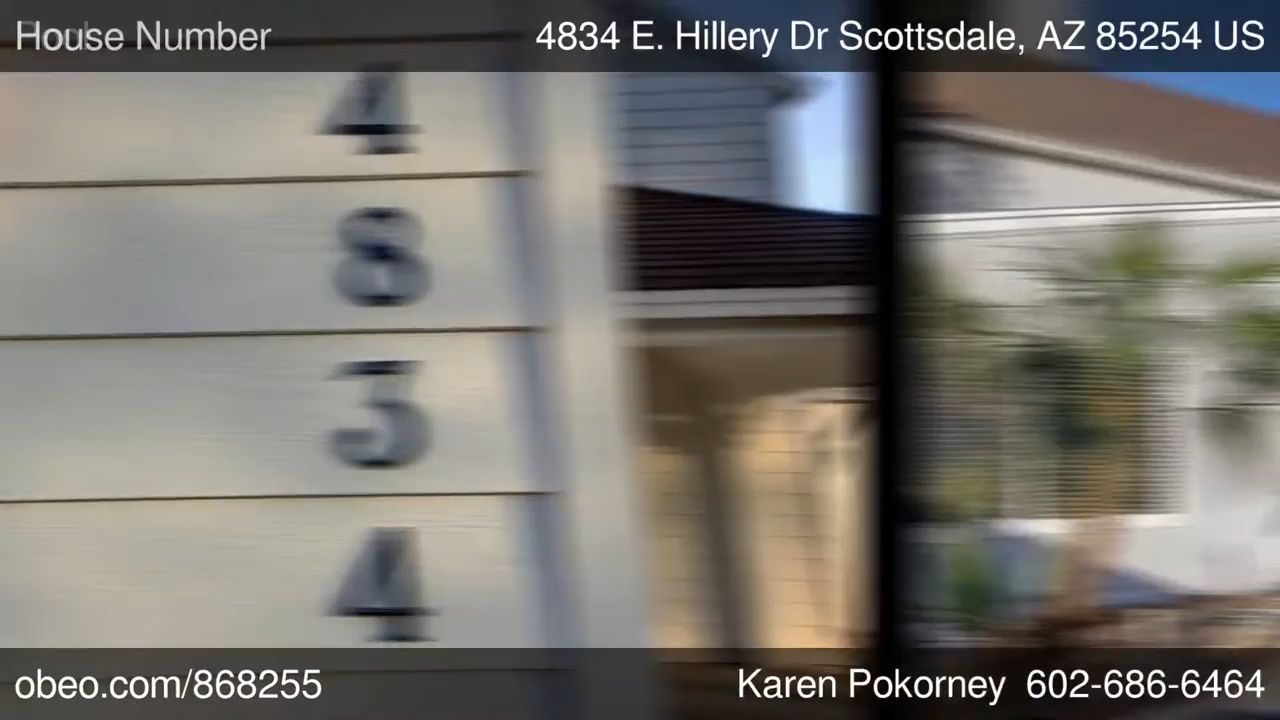 House Number
4834 E. Hillery Dr Scottsdale, AZ 85254 US
4
8
3
4
obeo.com/868255
Karen Pokorney 602-686-6464